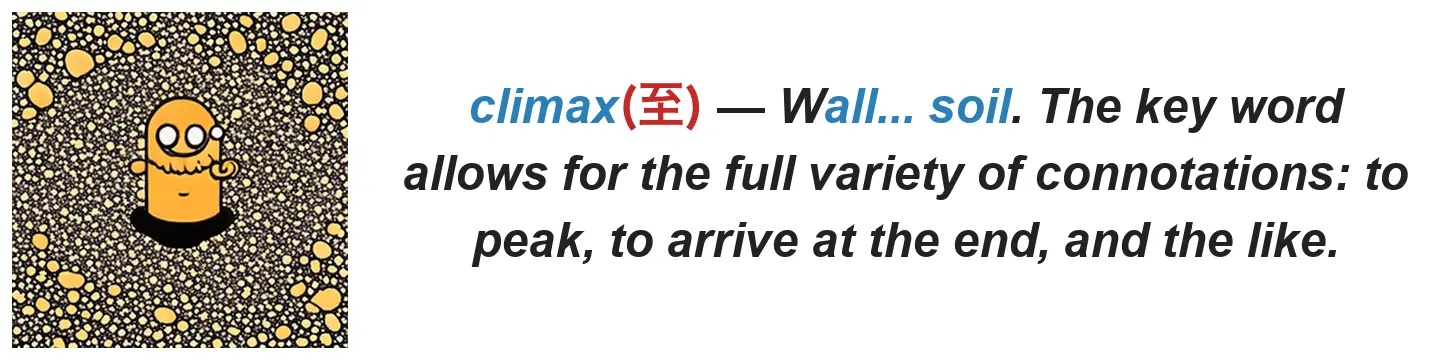 climax(至) — Wall... soil. The key word
allows for the full variety of connotations: to
peak, to arrive at the end, and the like.